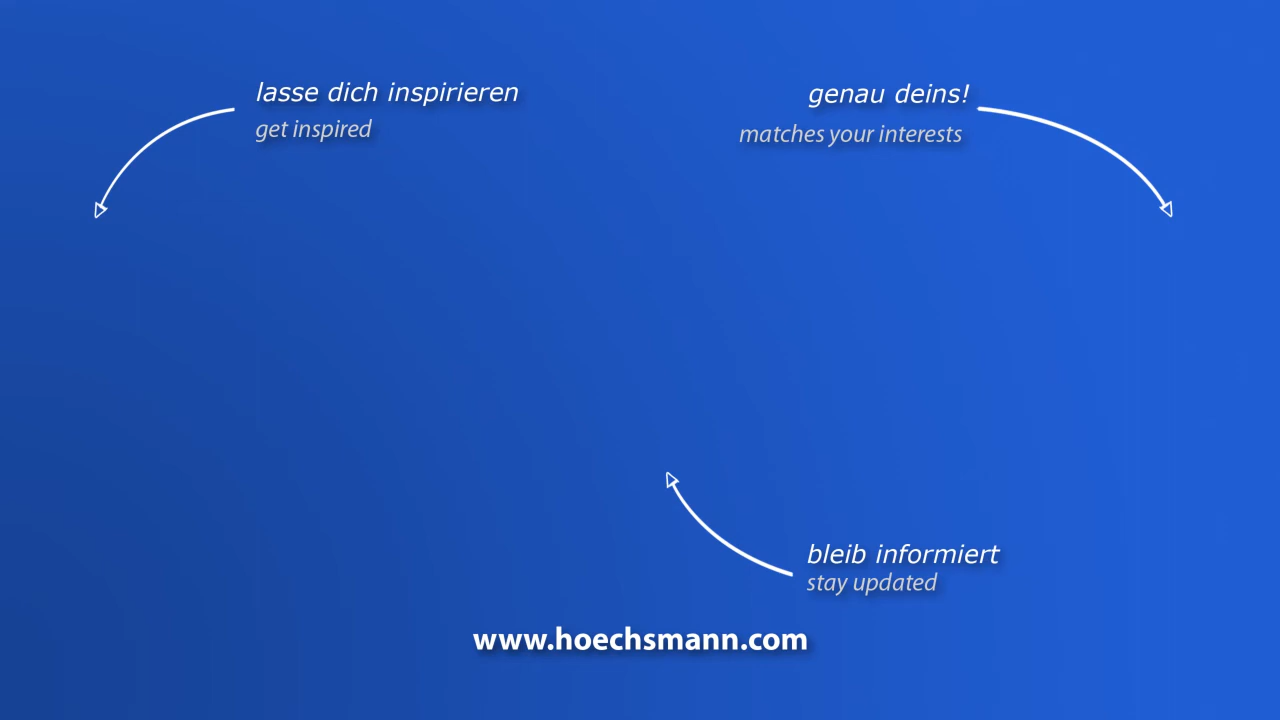 lasse dich inspirieren
get inspired
genau deins!
matches your interests
bleib informiert
stay updated
www.hoechsmann.com